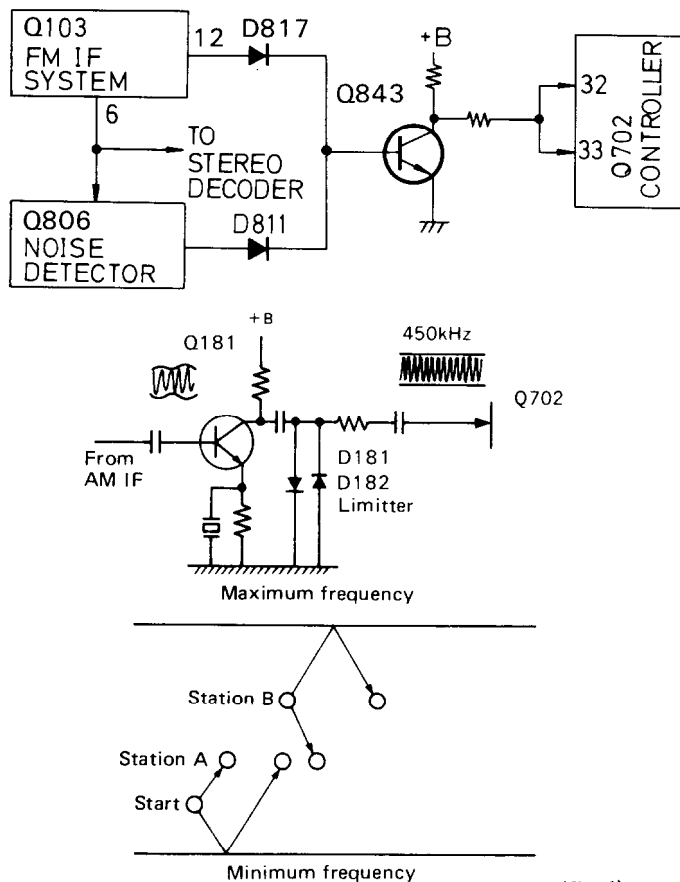 Q103
FM IF
SYSTEM
12
D817
6
TO
STEREO
DECODER
Q806
NOISE
DETECTOR
D811
+B
Q843
32
33
Q702
CONTROLLER
+B
Q181
450kHz
Q702
From
AM IF
D181
D182
Limitter
Maximum frequency
Station B
Station A
Start
Minimum frequency